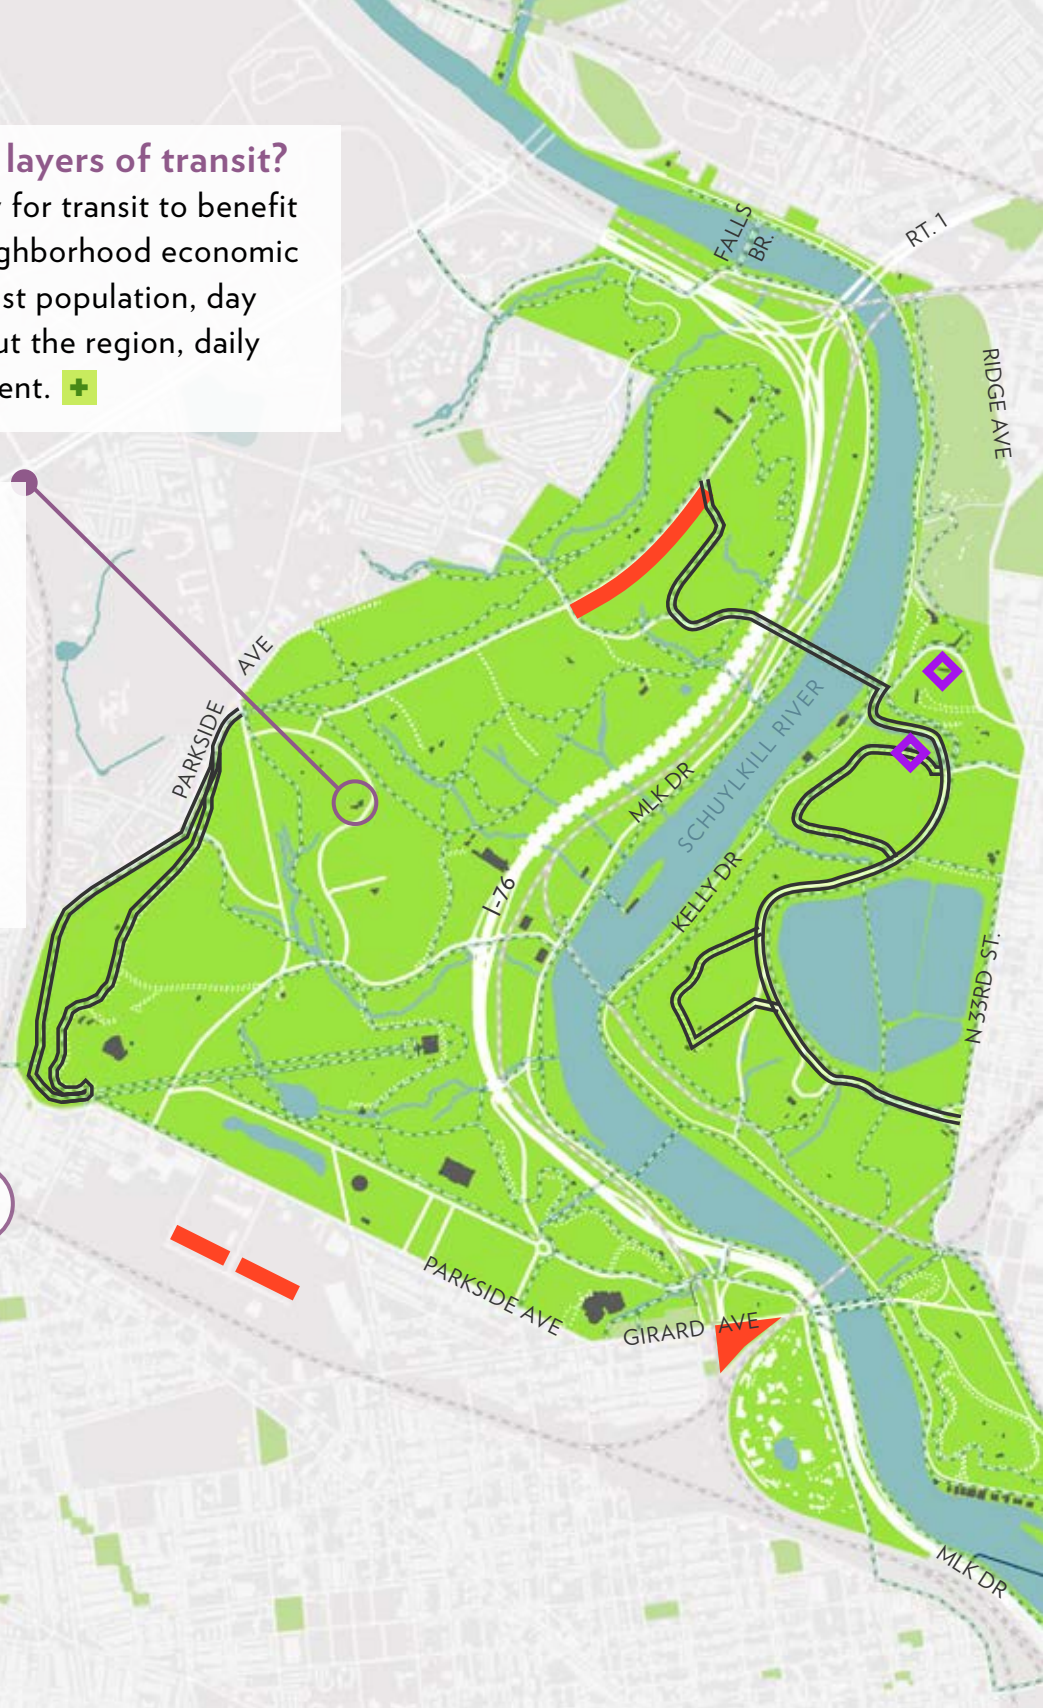 layers of transit?
for transit to benefit
ghborhood economic
st population, day
ut the region, daily
ent.
FALLS
BR.
RT. 1
RIDGE AVE
PARKSIDE
AVE
MLK DR
SCHUYLKILL RIVER
KELLY DR
I-76
N 33RD ST.
PARKSIDE AVE
GIRARD AVE
MLK DR